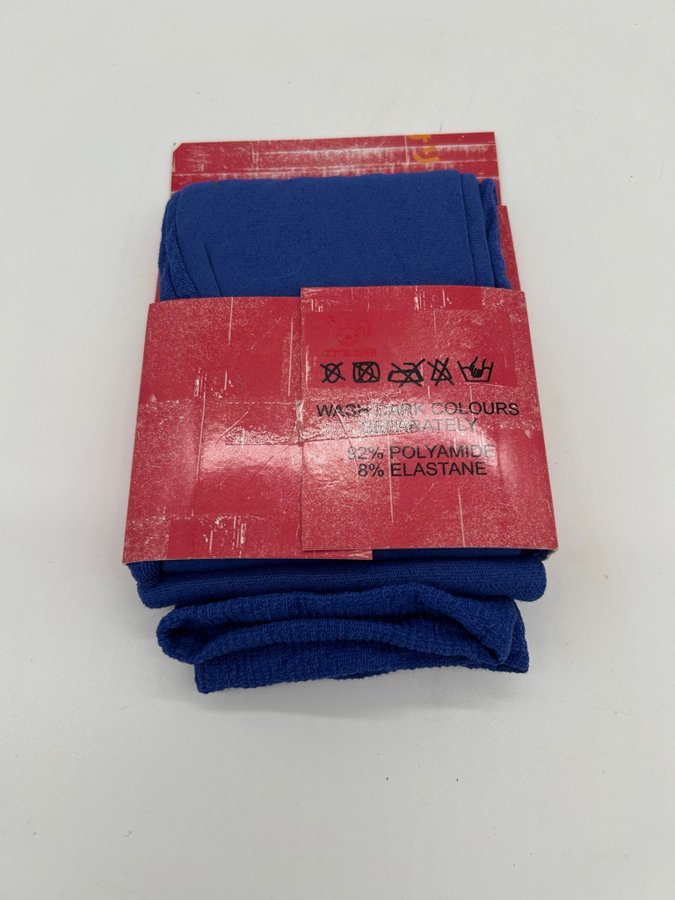 WASH DARK COLOURS
SEPARATELY
92% POLYAMIDE
8% ELASTANE